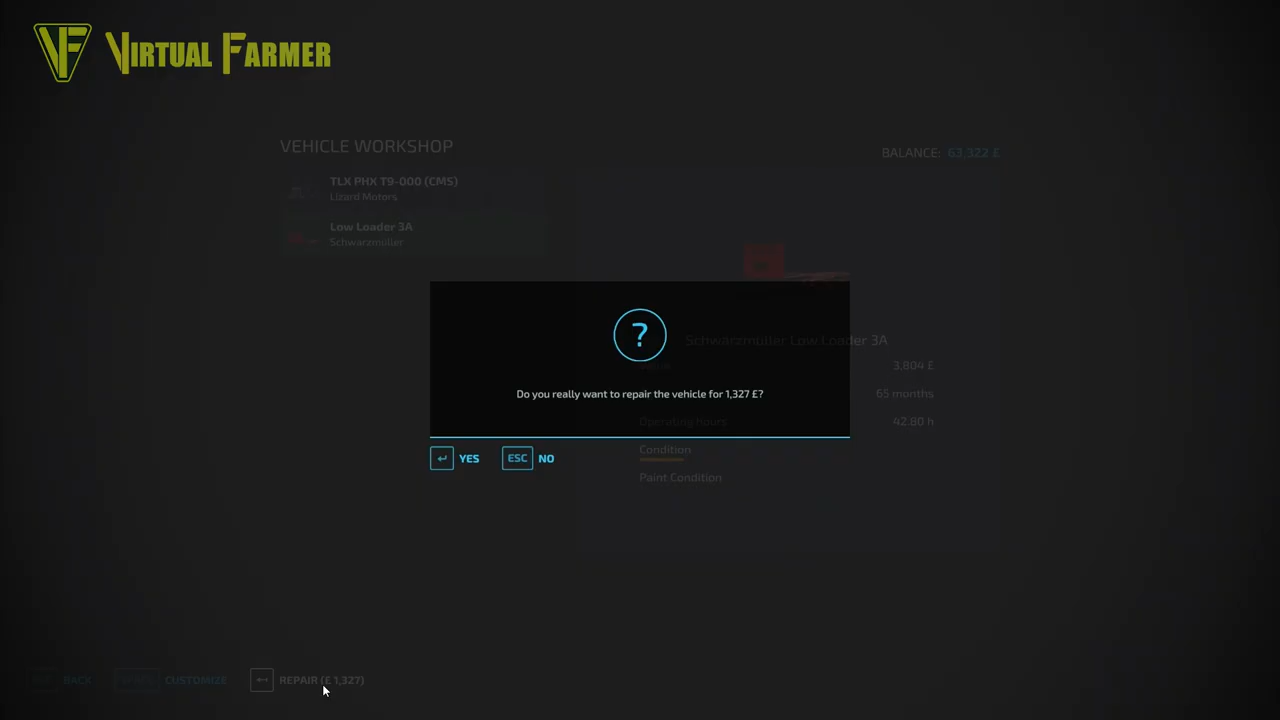 VF VIRTUAL FARMER
VEHICLE WORKSHOP
BALANCE: 63,322 £
TLX PHX T9-000 (CMS)
Lizard Motors
Low Loader 3A
Schwarzmüller
Schwarzmüller Low Loader 3A
Value 3,804 £
65 months
Operating hours 42.80 h
Condition
Paint Condition
?
Do you really want to repair the vehicle for 1,327 £?
↵ YES ESC NO
BACK
CUSTOMIZE
REPAIR (£ 1,327)